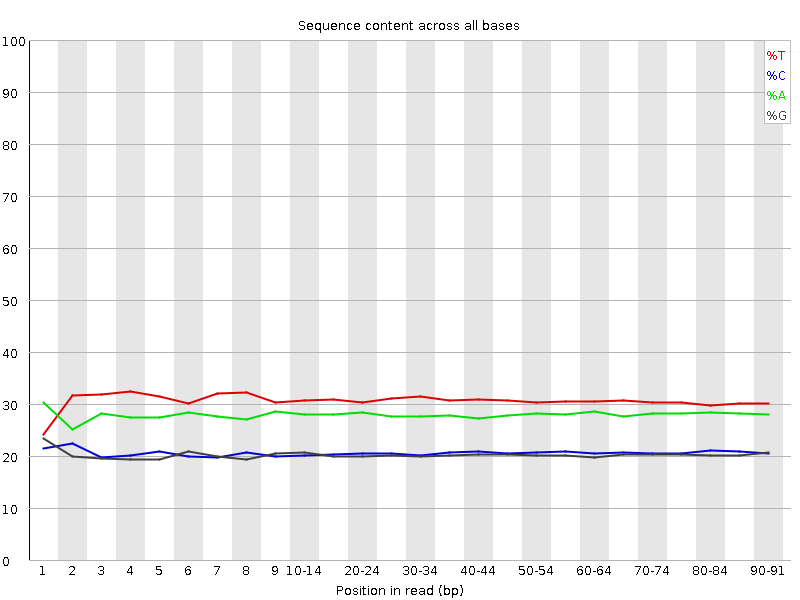 Sequence content across all bases
%T
%C
%A
%G
100
90
80
70
60
50
40
30
20
10
0
1 2 3 4 5 6 7 8 9 10-14 20-24 30-34 40-44 50-54 60-64 70-74 80-84 90-91
Position in read (bp)